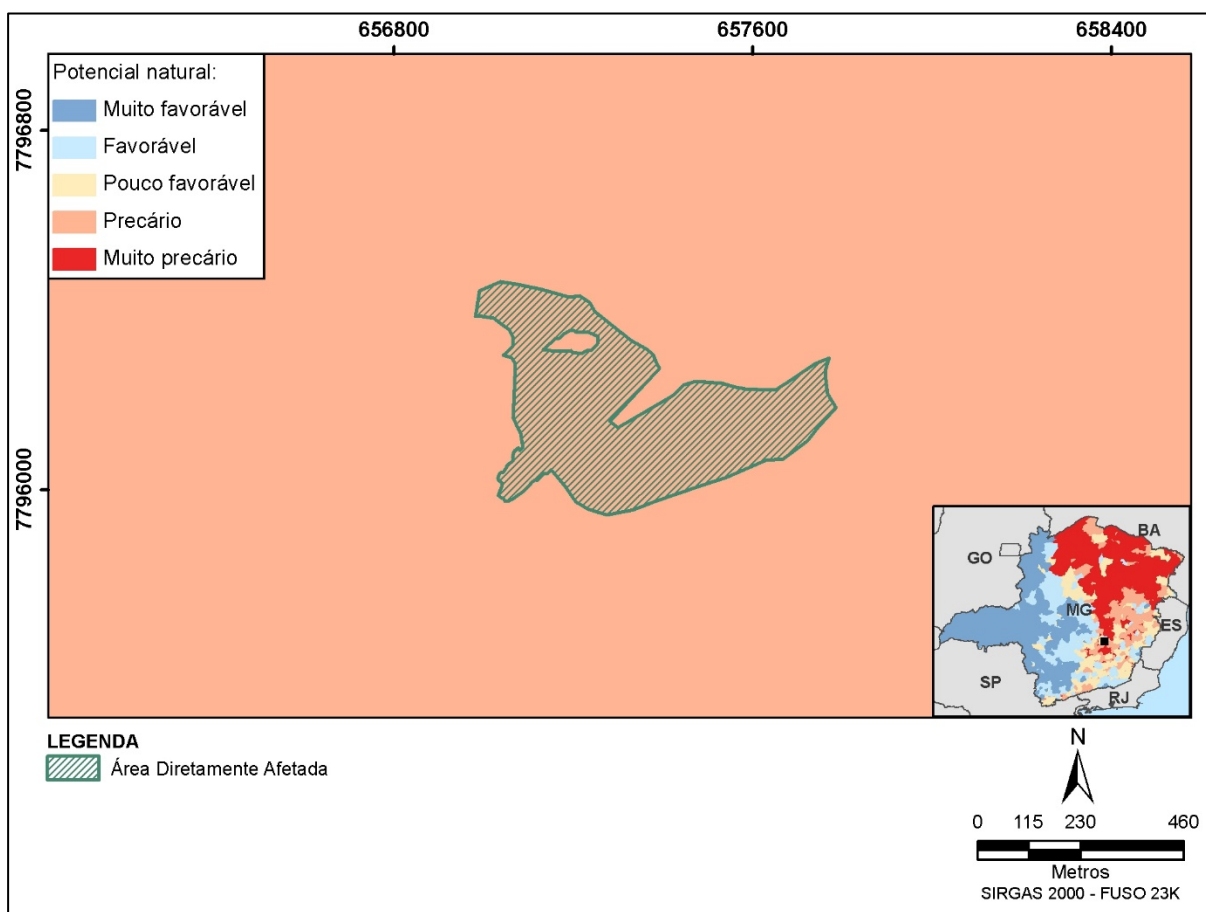 656800 657600 658400
7796800
7796000
Potencial natural:
Muito favorável
Favorável
Pouco favorável
Precário
Muito precário
BA
GO
MG
ES
SP
RJ
LEGENDA
Área Diretamente Afetada
N
0 115 230 460
Metros
SIRGAS 2000 - FUSO 23K